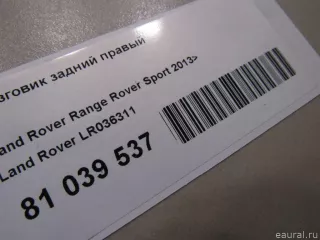 зговик задний правый
and Rover Range Rover Sport 2013>
Land Rover LR036311
81 039 537
eaural.ru